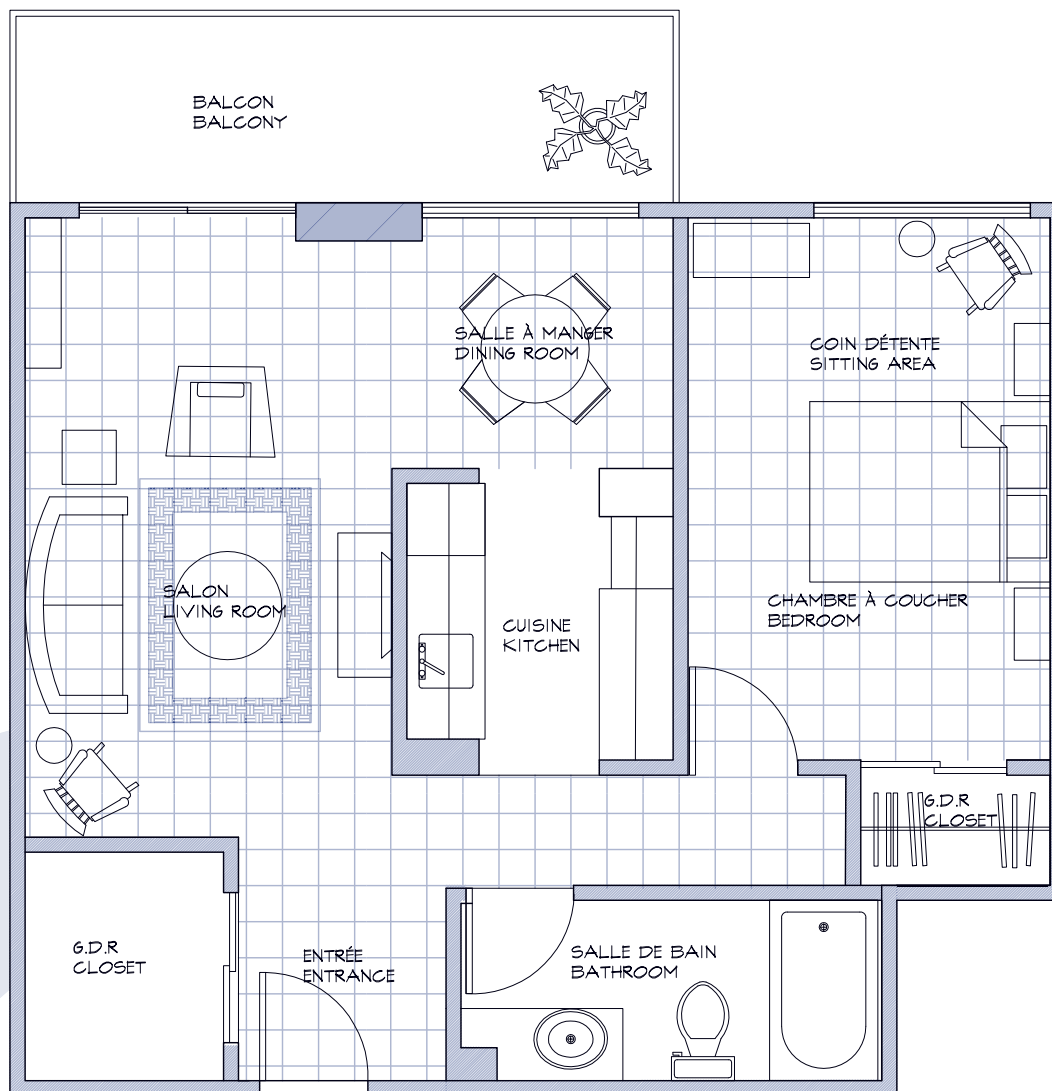 BALCON
BALCONY
SALLE À MANGER
DINING ROOM
COIN DÉTENTE
SITTING AREA
SALON
LIVING ROOM
CUISINE
KITCHEN
CHAMBRE À COUCHER
BEDROOM
G.D.R
CLOSET
G.D.R
CLOSET
ENTRÉE
ENTRANCE
SALLE DE BAIN
BATHROOM